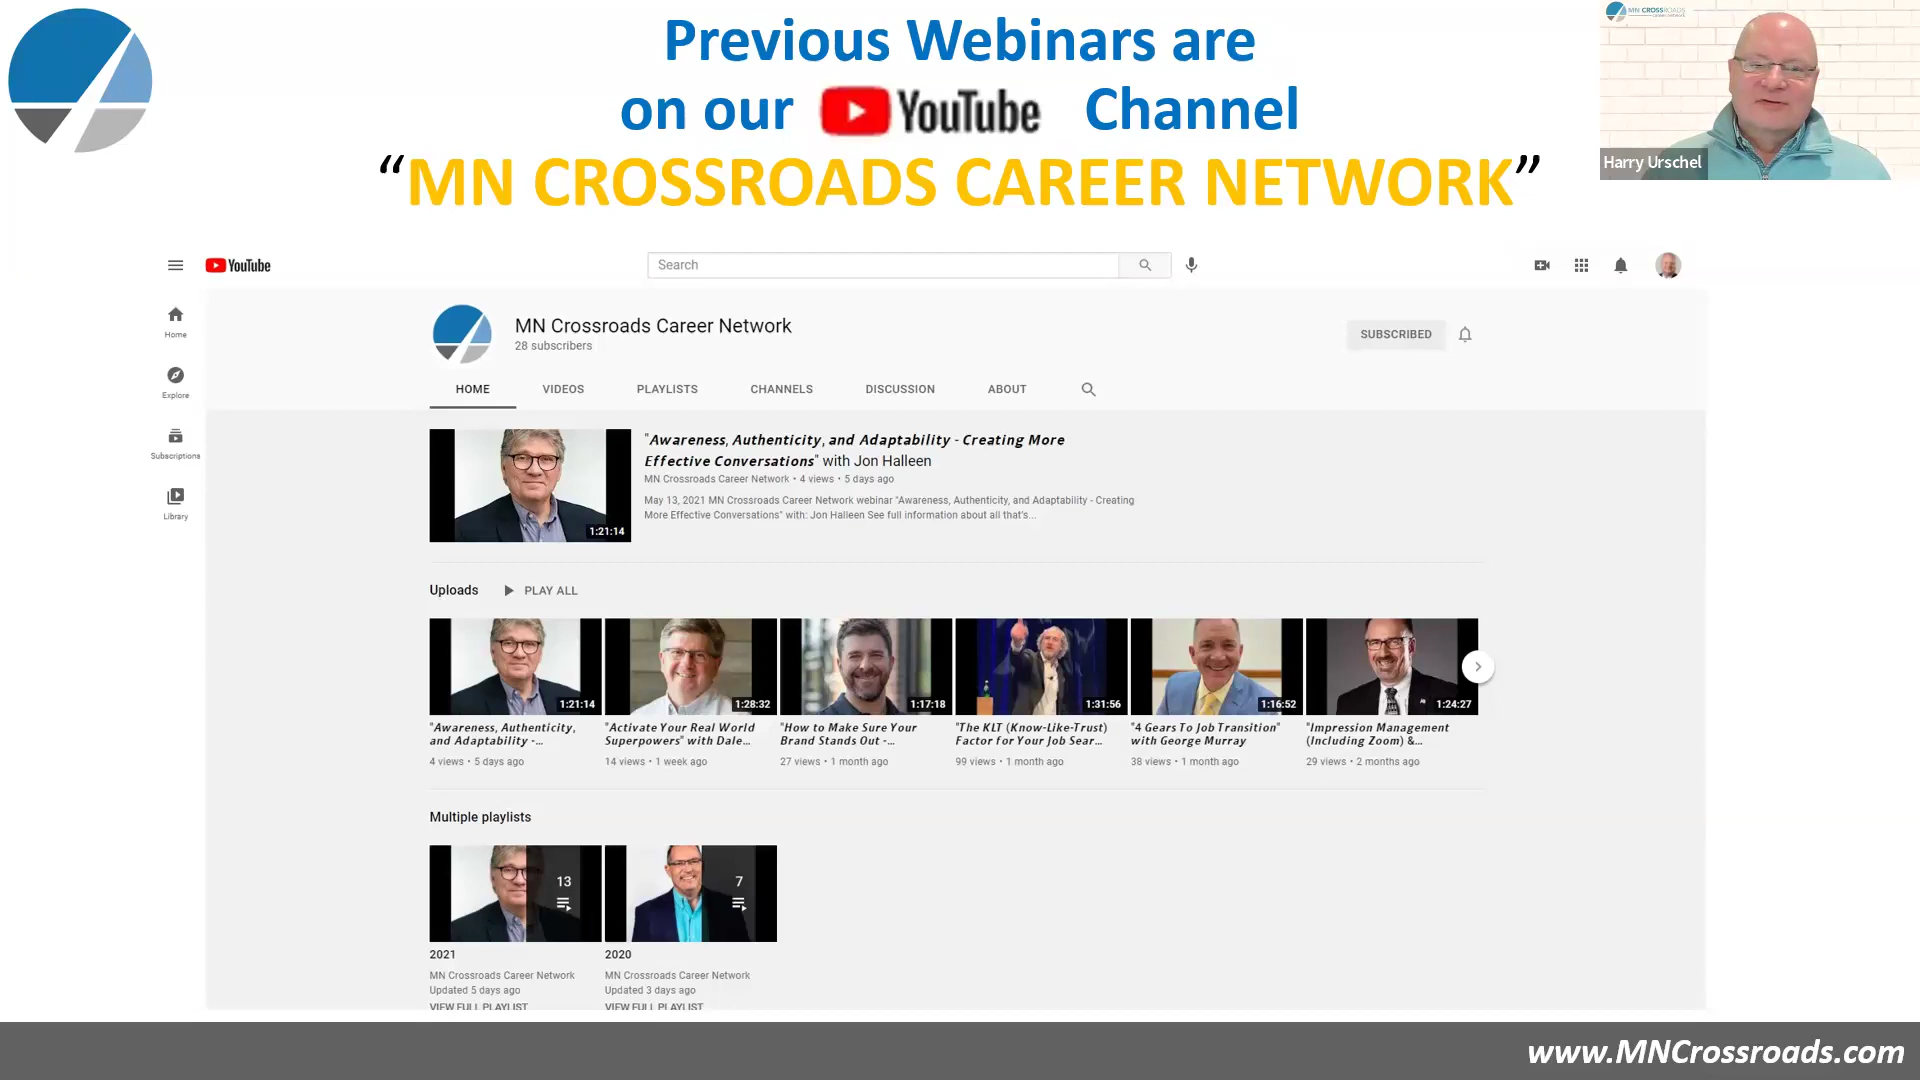 Previous Webinars are
on our YouTube Channel
“MN CROSSROADS CAREER NETWORK”
MN CROSSROADS
Harry Urschel
YouTube
Search
Home
Explore
Subscriptions
Library
MN Crossroads Career Network
28 subscribers
SUBSCRIBED
HOME VIDEOS PLAYLISTS CHANNELS DISCUSSION ABOUT
1:21:14
"Awareness, Authenticity, and Adaptability - Creating More
Effective Conversations" with Jon Halleen
MN Crossroads Career Network • 4 views • 5 days ago
May 13, 2021 MN Crossroads Career Network webinar "Awareness, Authenticity, and Adaptability - Creating
More Effective Conversations" with: Jon Halleen See full information about all that's...
Uploads PLAY ALL
1:21:14
"Awareness, Authenticity,
and Adaptability -...
4 views • 5 days ago
1:28:32
"Activate Your Real World
Superpowers" with Dale...
14 views • 1 week ago
1:17:18
"How to Make Sure Your
Brand Stands Out -...
27 views • 1 month ago
1:31:56
"The KLT (Know-Like-Trust)
Factor for Your Job Sear...
99 views • 1 month ago
1:16:52
"4 Gears To Job Transition"
with George Murray
38 views • 1 month ago
1:24:27
"Impression Management
(Including Zoom) &...
29 views • 2 months ago
Multiple playlists
13
2021
MN Crossroads Career Network
Updated 5 days ago
VIEW FULL PLAYLIST
7
2020
MN Crossroads Career Network
Updated 3 days ago
VIEW FULL PLAYLIST
www.MNCrossroads.com